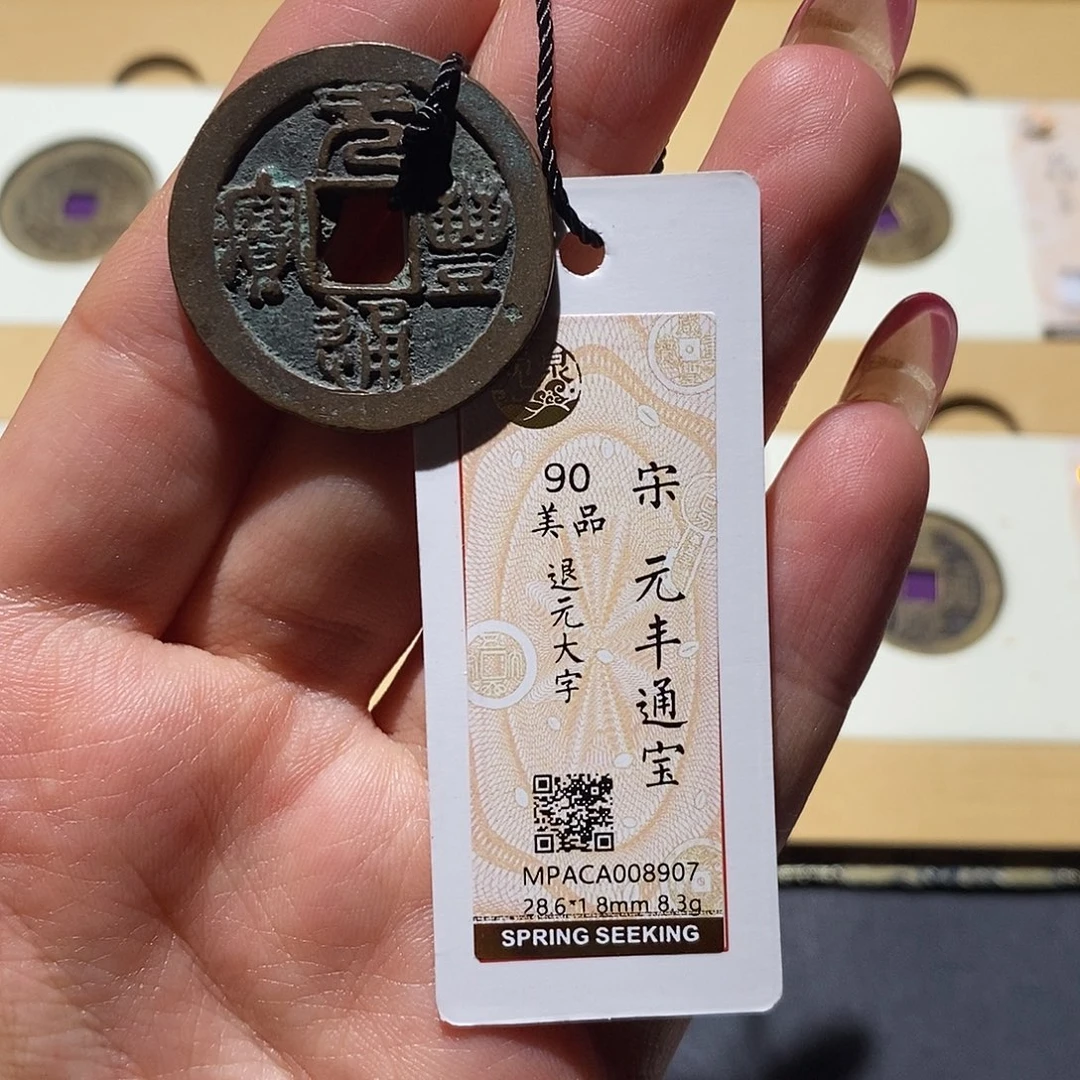 元豐通寶
泉
90
美品
退元大字
宋 元丰通宝
MPACA008907
28.6*1.8mm 8.3g
SPRING SEEKING